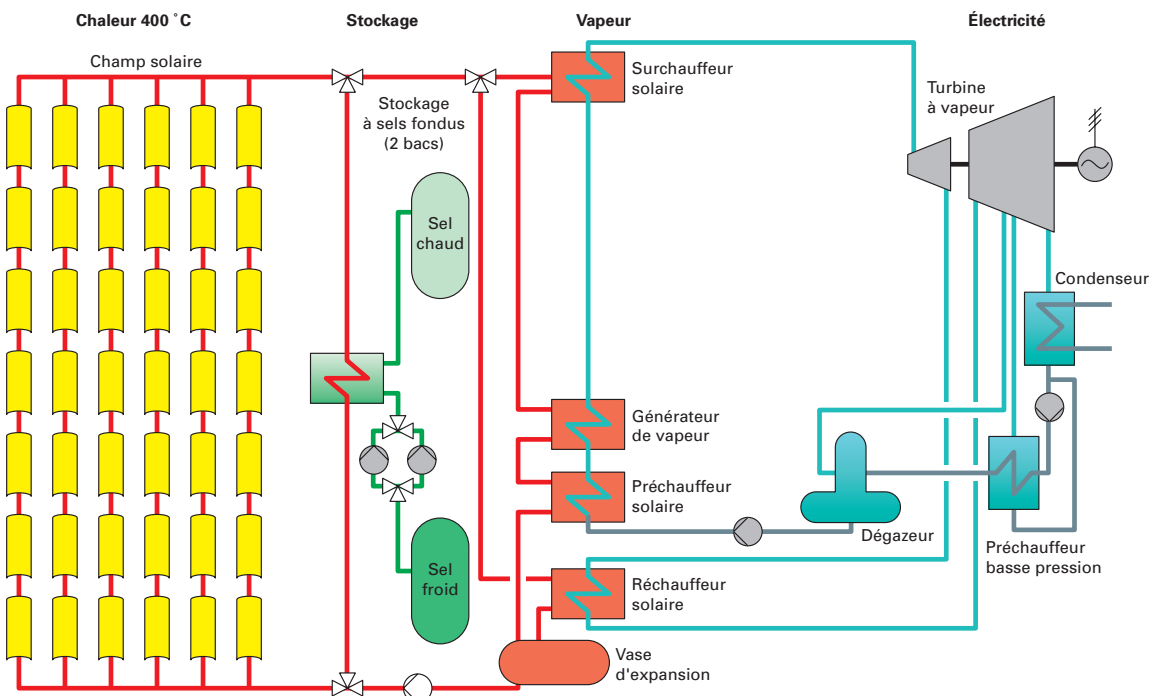 Chaleur 400 °C
Stockage
Vapeur
Électricité
Champ solaire
Stockage
à sels fondus
(2 bacs)
Sel
chaud
Sel
froid
Surchauffeur
solaire
Générateur
de vapeur
Préchauffeur
solaire
Réchauffeur
solaire
Vase
d'expansion
Turbine
à vapeur
Condenseur
Dégazeur
Préchauffeur
basse pression